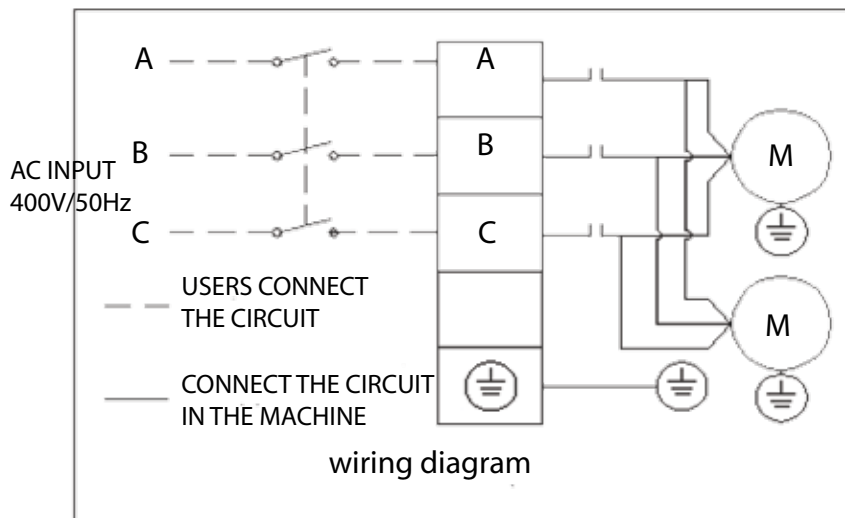 A
A
M
B
B
AC INPUT
400V/50Hz
C
C
USERS CONNECT
THE CIRCUIT
M
CONNECT THE CIRCUIT
IN THE MACHINE
wiring diagram